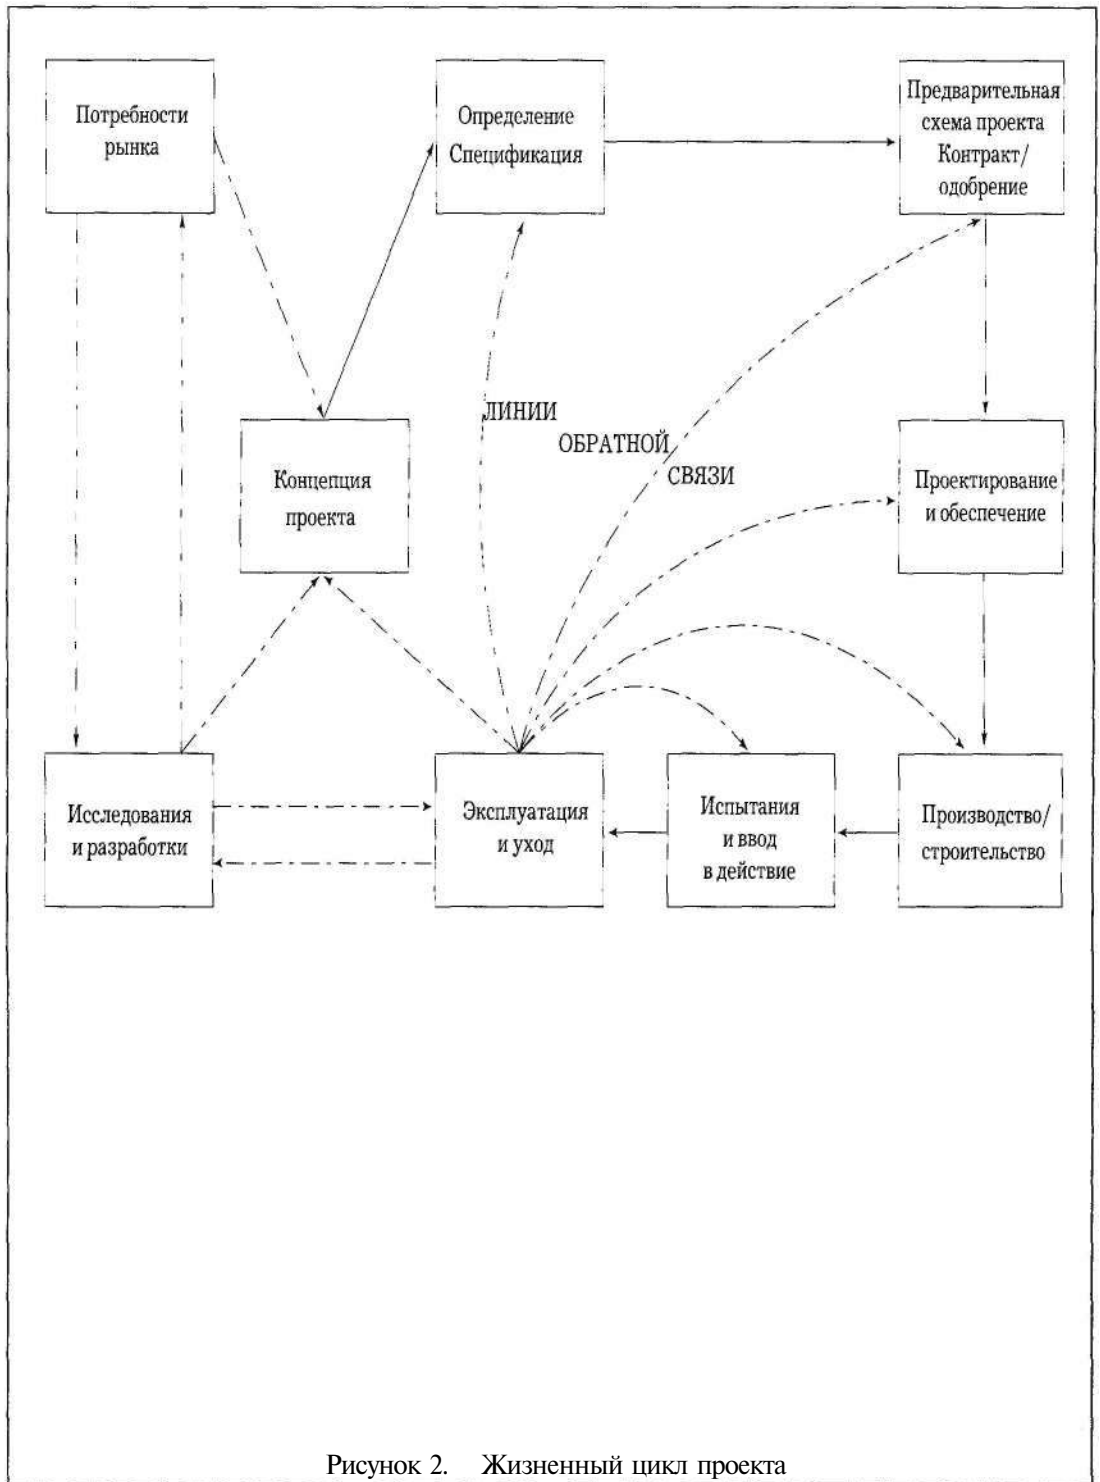 Потребности
рынка
Определение
Спецификация
Предварительная
схема проекта
Контракт/
одобрение
ЛИНИИ
ОБРАТНОЙ
СВЯЗИ
Концепция
проекта
Проектирование
и обеспечение
Исследования
и разработки
Эксплуатация
и уход
Испытания
и ввод
в действие
Производство/
строительство
Рисунок 2. Жизненный цикл проекта